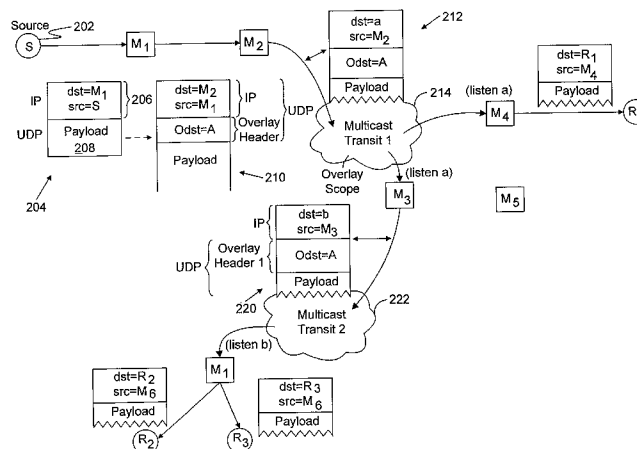 Source
202
S
M1
M2
dst=a
src=M2
Odst=A
Payload
212
IP
dst=M1
src=S
206
UDP
Payload
208
204
dst=M2
src=M1
IP
Odst=A
Overlay
Header
UDP
Payload
210
214
Multicast
Transit 1
Overlay
Scope
(listen a)
M4
dst=R1
src=M4
Payload
R
(listen a)
M3
M5
IP
dst=b
src=M3
UDP
Overlay
Header 1
Odst=A
Payload
220
Multicast
Transit 2
222
(listen b)
M1
dst=R2
src=M6
Payload
R2
R3
dst=R3
src=M6
Payload